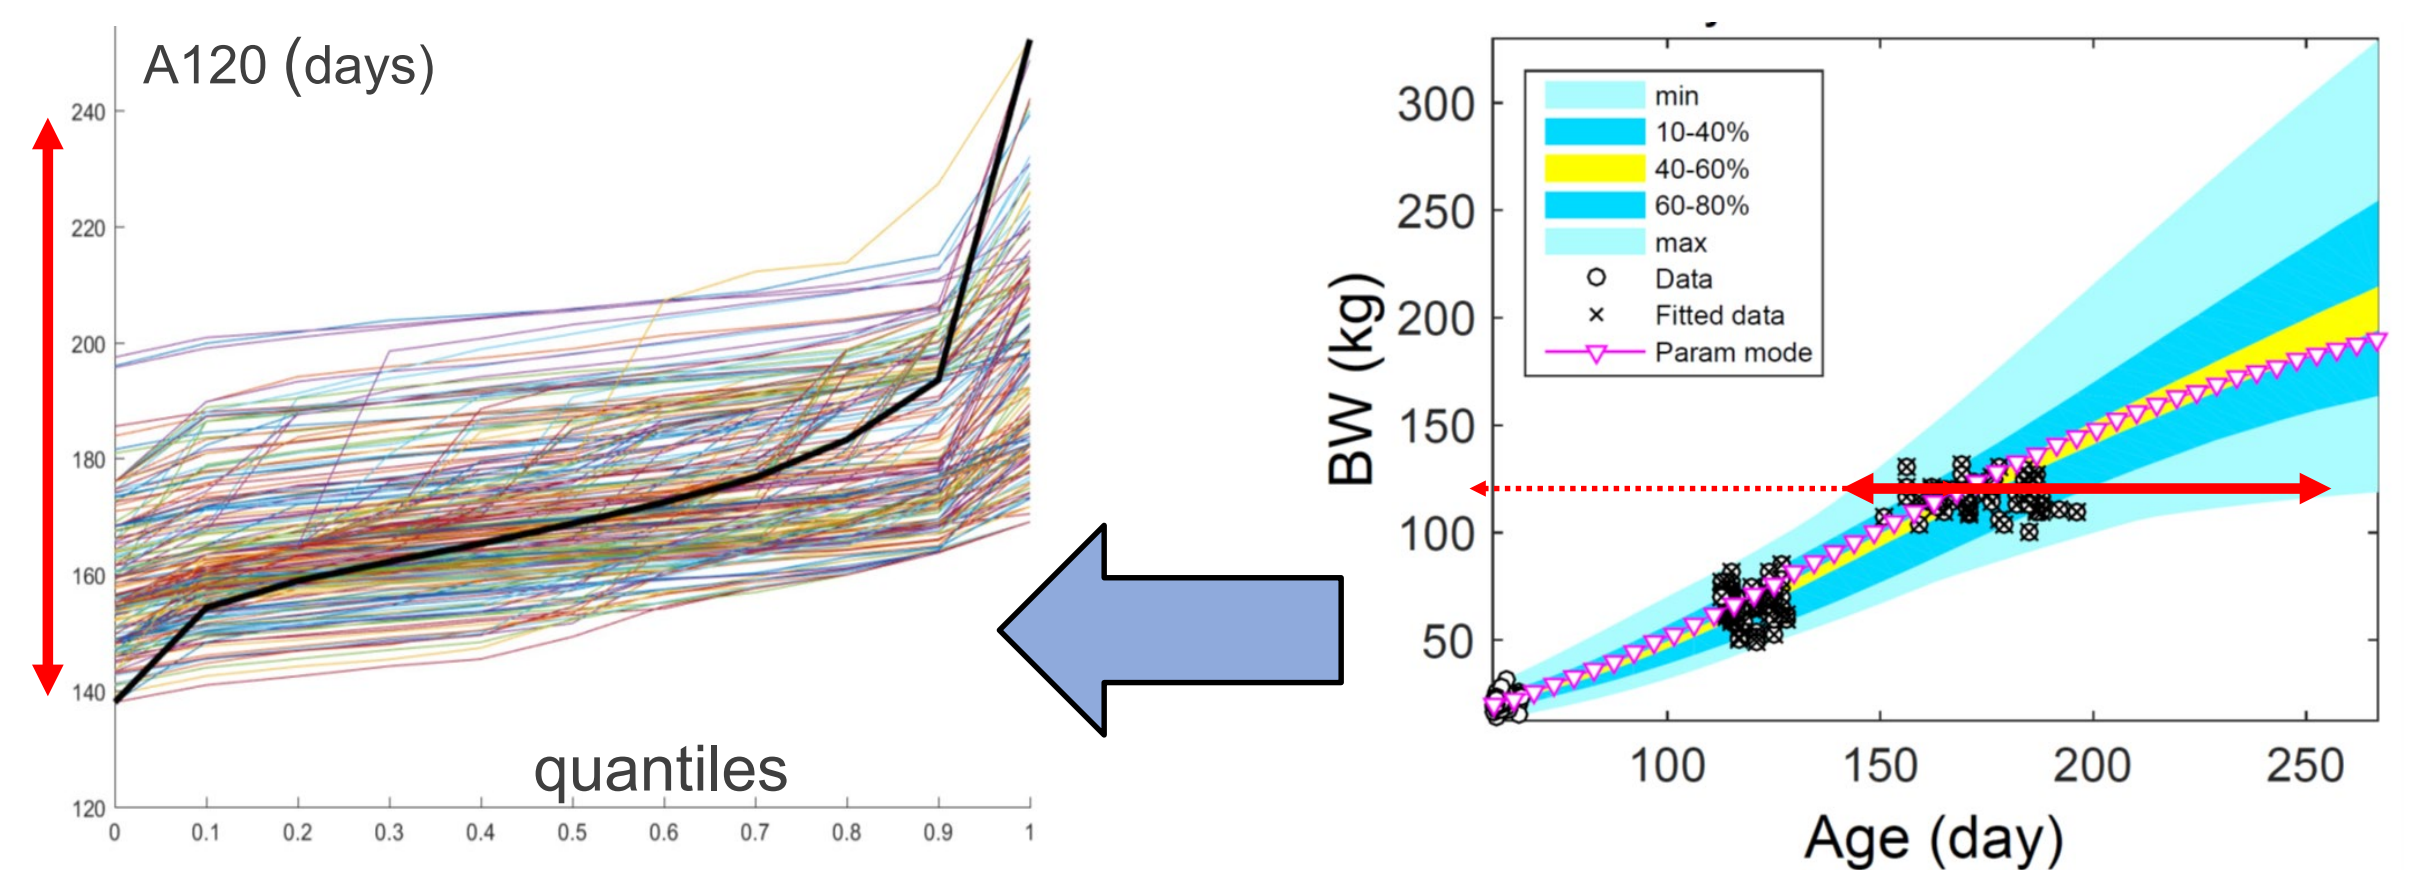 A120 (days)
240
220
200
180
160
140
120
0 0.1 0.2 0.3 0.4 0.5 0.6 0.7 0.8 0.9 1
quantiles
BW (kg)
300
250
200
150
100
50
min
10-40%
40-60%
60-80%
max
Data
Fitted data
Param mode
100 150 200 250
Age (day)